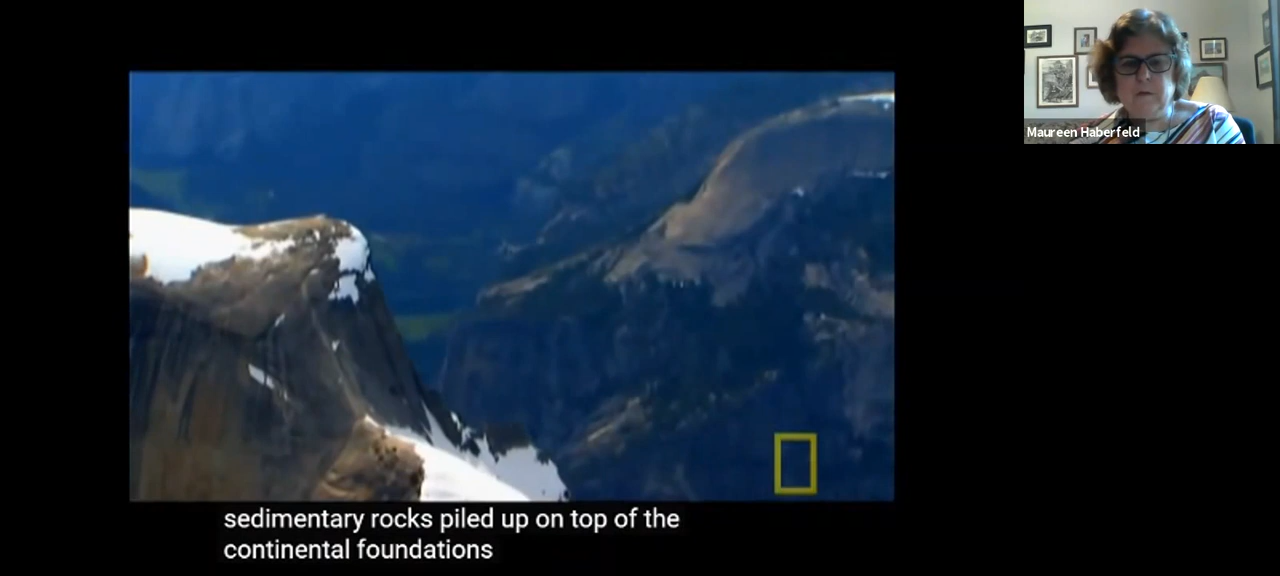 Maureen Haberfeld
sedimentary rocks piled up on top of the
continental foundations